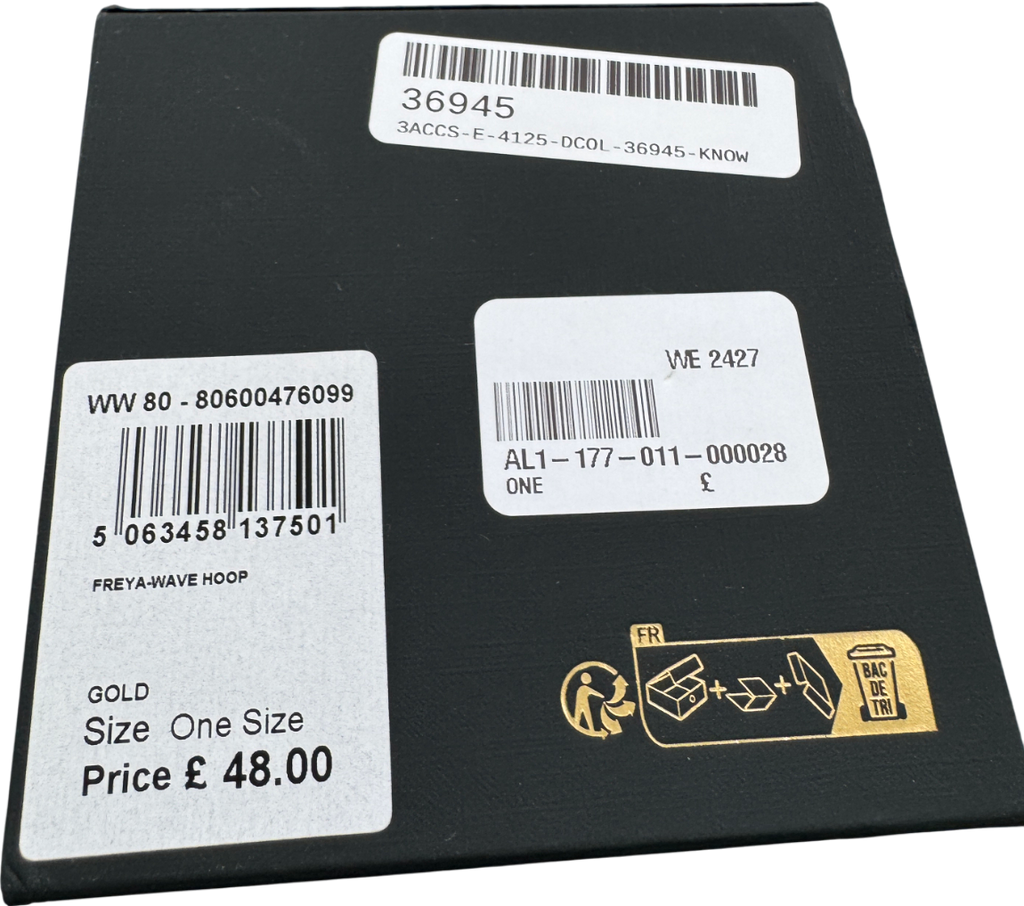 36945
3ACCS-E-4125-DCOL-36945-KNOW
WE 2427
AL1-177-011-000028
ONE £
WW 80 - 80600476099
5 063458 137501
FREYA-WAVE HOOP
GOLD
Size One Size
Price £ 48.00
FR
BAC
DE
TRI